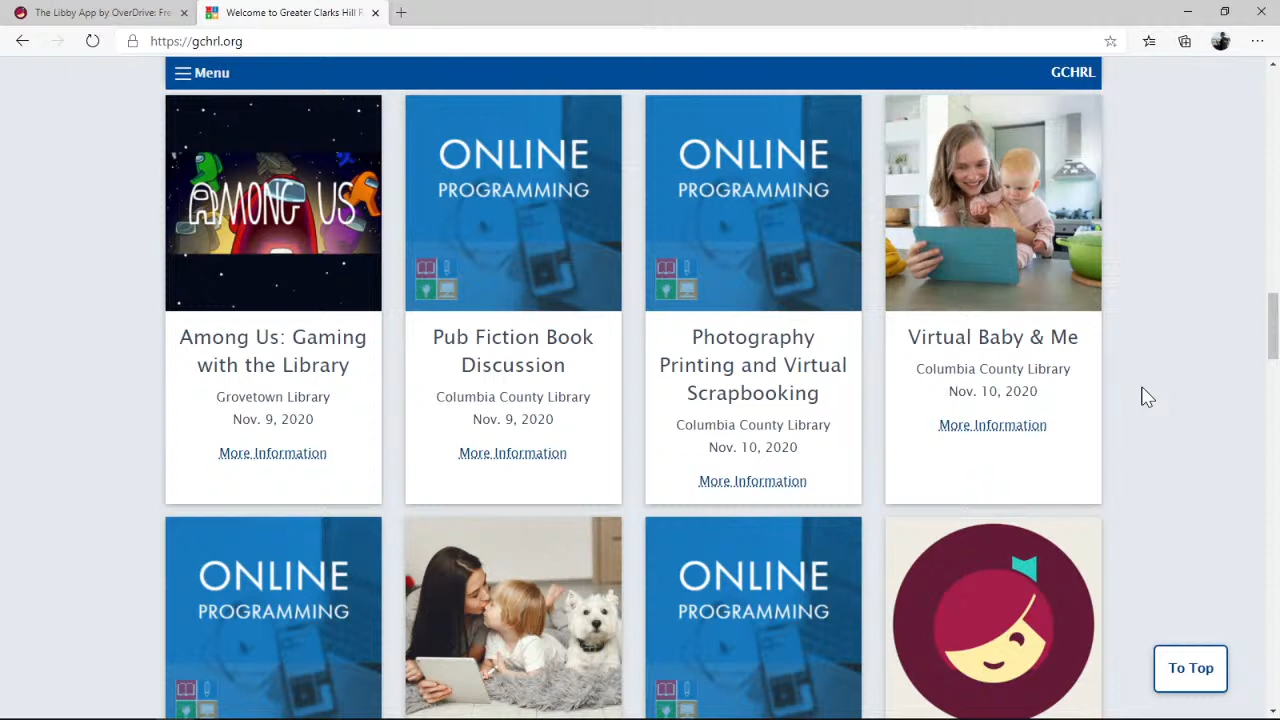 The Libby App by OverDrive: Fre
Welcome to Greater Clarks Hill R
https://gchrl.org
Menu
GCHRL
AMONG US
ONLINE
PROGRAMMING
ONLINE
PROGRAMMING
Among Us: Gaming
with the Library
Grovetown Library
Nov. 9, 2020
More Information
Pub Fiction Book
Discussion
Columbia County Library
Nov. 9, 2020
More Information
Photography
Printing and Virtual
Scrapbooking
Columbia County Library
Nov. 10, 2020
More Information
Virtual Baby & Me
Columbia County Library
Nov. 10, 2020
More Information
ONLINE
PROGRAMMING
ONLINE
PROGRAMMING
To Top